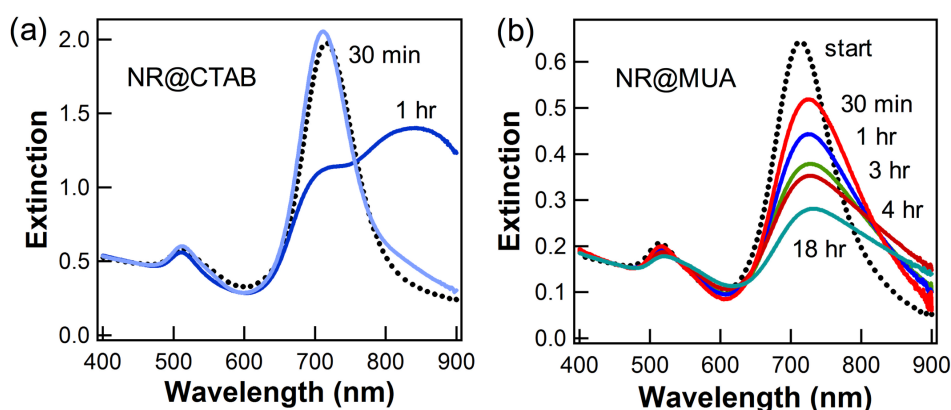 (a)
2.0
1.5
1.0
0.5
0.0
Extinction
NR@CTAB
30 min
1 hr
400 500 600 700 800 900
Wavelength (nm)
(b)
0.6
0.5
0.4
0.3
0.2
0.1
0.0
Extinction
NR@MUA
start
30 min
1 hr
3 hr
4 hr
18 hr
400 500 600 700 800 900
Wavelength (nm)